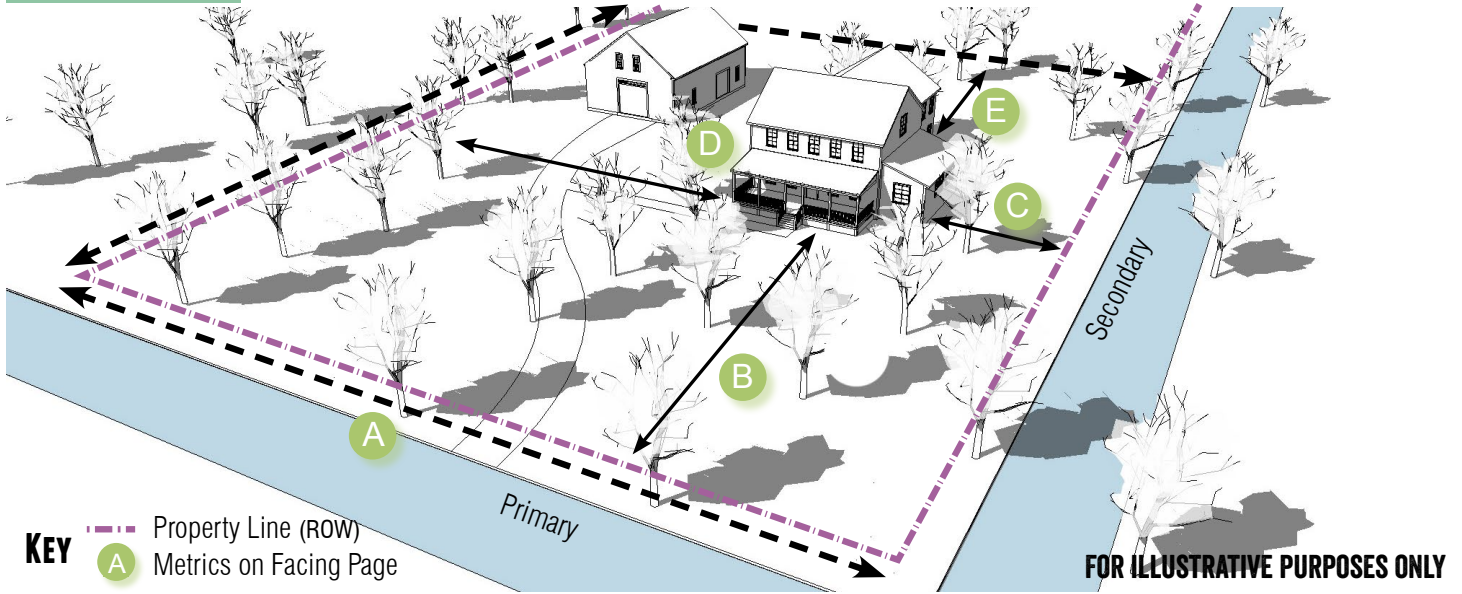 E
D
C
Secondary
B
A
Primary
KEY
Property Line (ROW)
A Metrics on Facing Page
FOR ILLUSTRATIVE PURPOSES ONLY